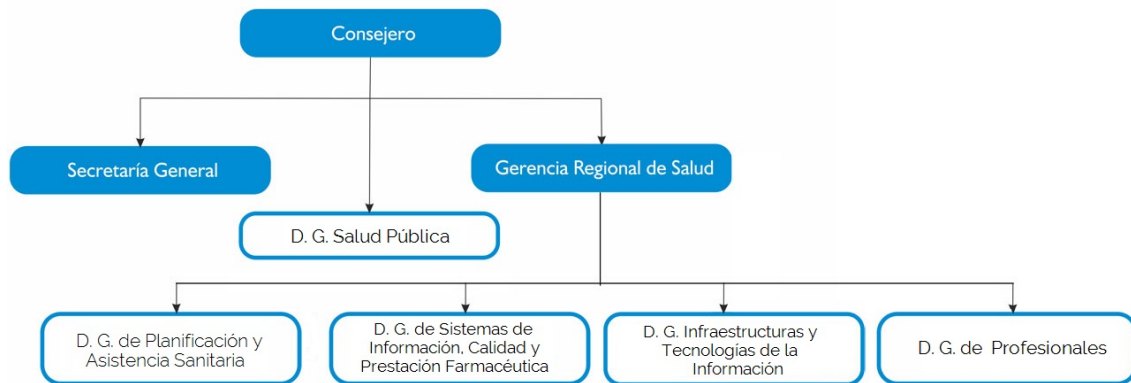 Consejero
Secretaría General
Gerencia Regional de Salud
D. G. Salud Pública
D. G. de Planificación y
Asistencia Sanitaria
D. G. de Sistemas de
Información, Calidad y
Prestación Farmacéutica
D. G. Infraestructuras y
Tecnologías de la
Información
D. G. de Profesionales